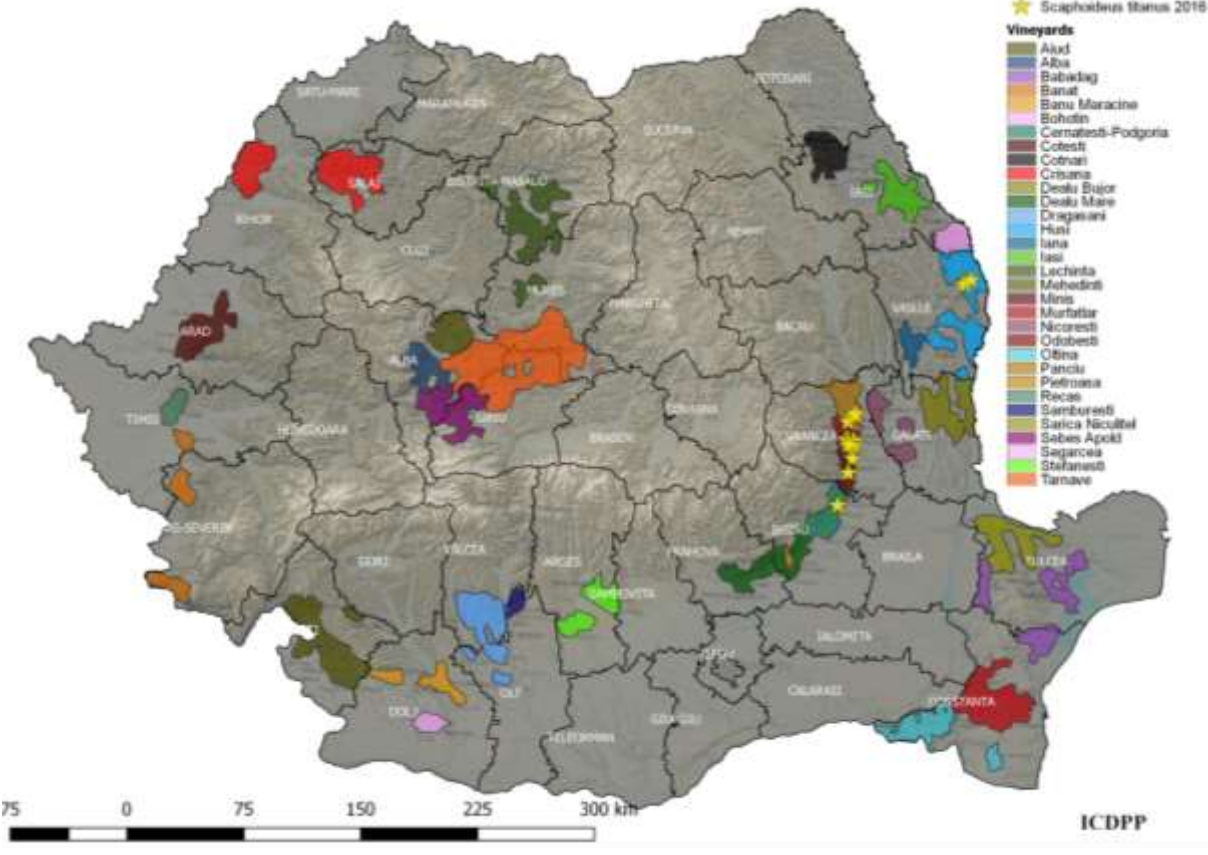 Scaphoideus titanus 2016
Vineyards
Aiud
Alba
Babadag
Banat
Banu Maracine
Bohotin
Cernatesti-Podgoria
Cotesti
Cotnari
Crisana
Dealu Bujor
Dealu Mare
Dragasani
Husi
Iana
Iasi
Lechinta
Mehedinti
Minis
Murfatlar
Nicoresti
Odobesti
Oltina
Panciu
Pietroasa
Recas
Samburesti
Sarica Niculitel
Sebes Apold
Segarcea
Stefanesti
Tarnave
BOTOSANI
SATU-MARE
MARAMURES
SUCEAVA
SALAJ
BISTRITA-NASAUD
IASI
BIHOR
CLUJ
MURES
HARGHITA
VASLUI
BACAU
ARAD
ALBA
TIMIS
HUNEDOARA
SIBIU
BRASOV
COVASNA
VRANCEA
GALATI
GORJ
VALCEA
ARGES
PRAHOVA
BUZAU
BRAILA
TULCEA
DAMBOVITA
IALOMITA
CALARASI
CONSTANTA
OLT
DOLJ
TELEORMAN
GIURGIU
75 0 75 150 225 300 km
ICDPP